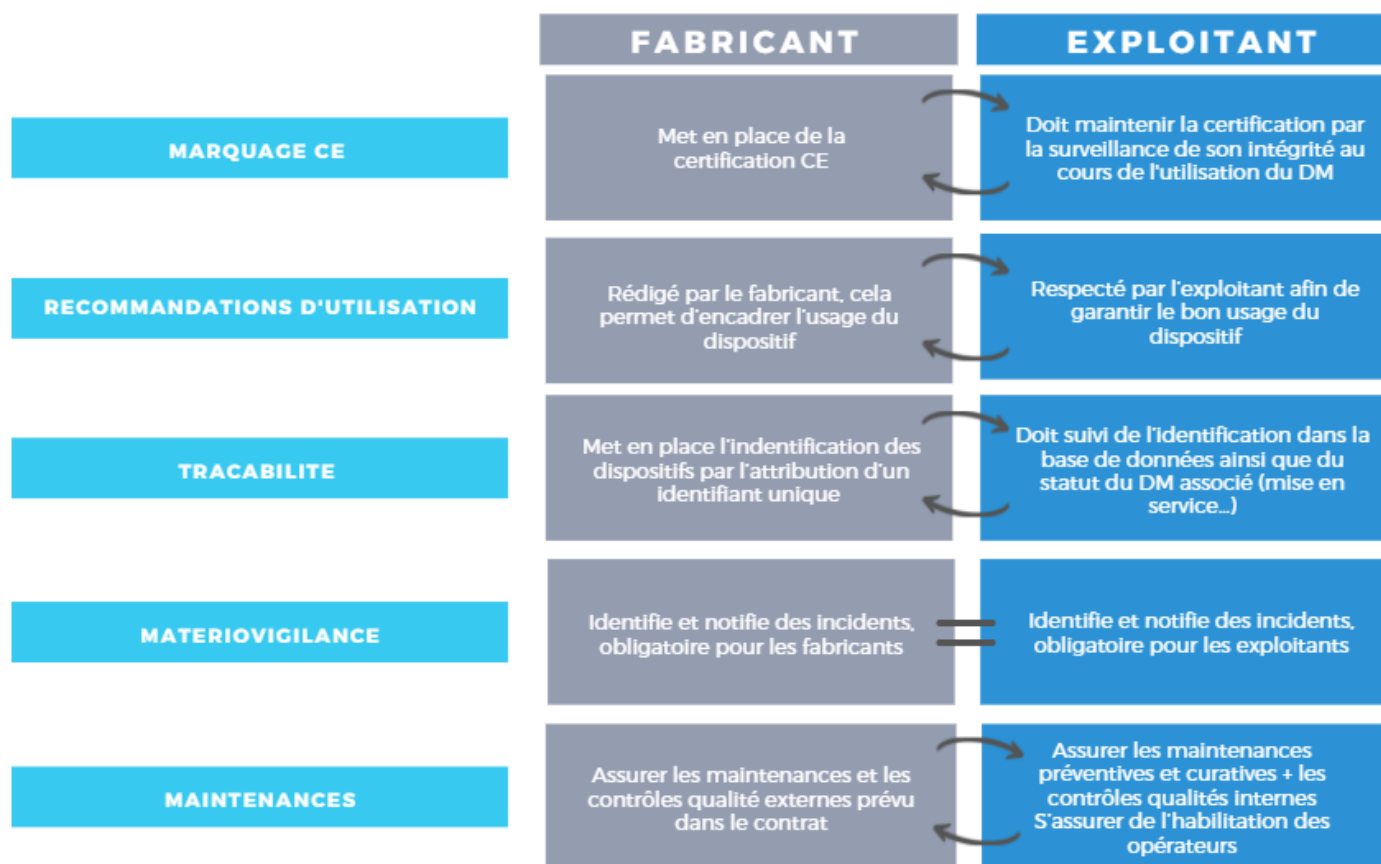 FABRICANT
EXPLOITANT
MARQUAGE CE
Met en place de la
certification CE
Doit maintenir la certification par
la surveillance de son intégrité au
cours de l'utilisation du DM
RECOMMANDATIONS D'UTILISATION
Rédigé par le fabricant, cela
permet d'encadrer l'usage du
dispositif
Respecté par l'exploitant afin de
garantir le bon usage du
dispositif
TRACABILITE
Met en place l'indentification des
dispositifs par l'attribution d'un
identifiant unique
Doit suivi de l'identification dans la
base de données ainsi que du
statut du DM associé (mise en
service...)
MATERIOVIGILANCE
Identifie et notifie des incidents,
obligatoire pour les fabricants
Identifie et notifie des incidents,
obligatoire pour les exploitants
MAINTENANCES
Assurer les maintenances et les
contrôles qualité externes prévu
dans le contrat
Assurer les maintenances
préventives et curatives + les
contrôles qualités internes
S'assurer de l'habilitation des
opérateurs